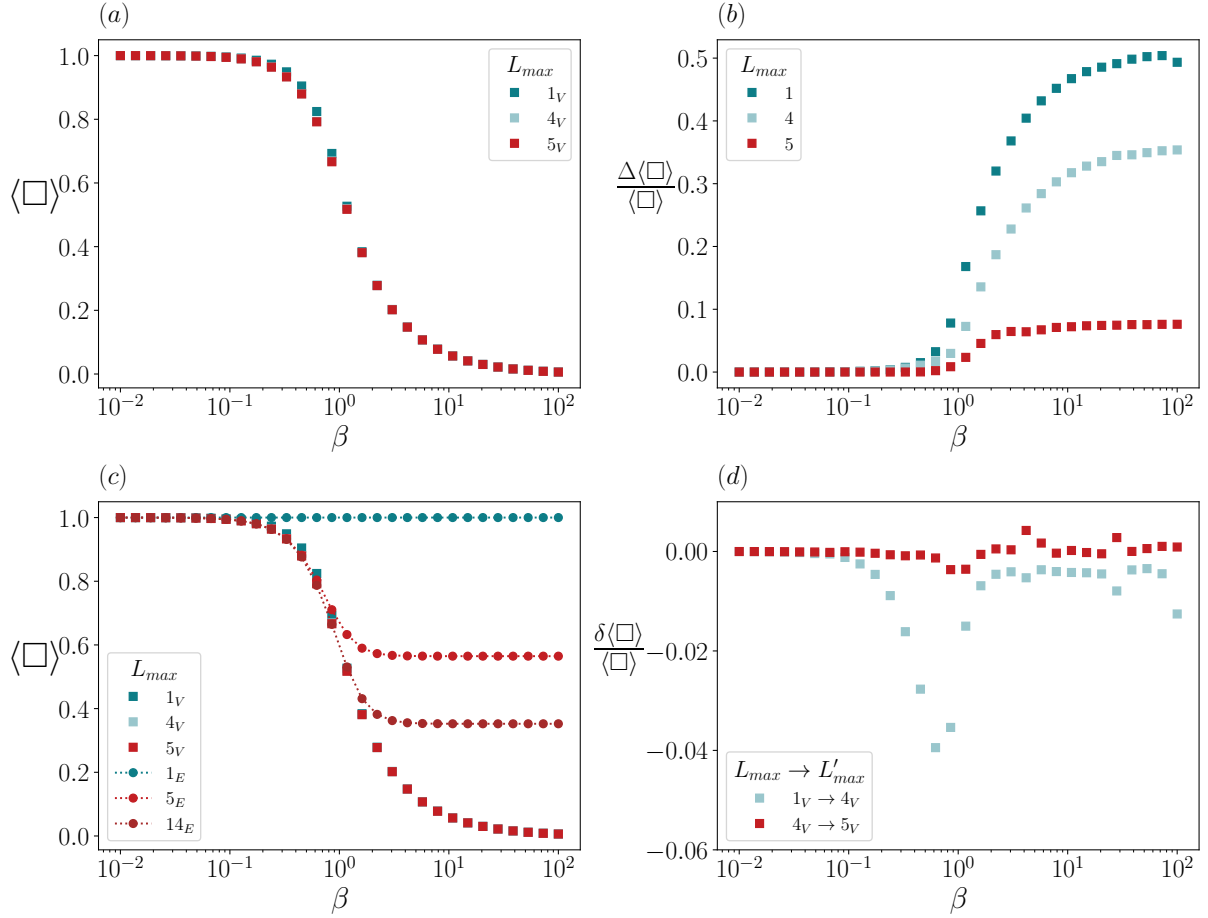 (a)
1.0
0.8
0.6
0.4
0.2
0.0
⟨□⟩
L_max
1_V
4_V
5_V
10^−2
10^−1
10^0
10^1
10^2
β
(b)
0.5
0.4
0.3
0.2
0.1
0.0
Δ⟨□⟩
⟨□⟩
L_max
1
4
5
10^−2
10^−1
10^0
10^1
10^2
β
(c)
1.0
0.8
0.6
0.4
0.2
0.0
⟨□⟩
L_max
1_V
4_V
5_V
1_E
5_E
14_E
10^−2
10^−1
10^0
10^1
10^2
β
(d)
0.00
−0.02
−0.04
−0.06
δ⟨□⟩
⟨□⟩
L_max → L′_max
1_V → 4_V
4_V → 5_V
10^−2
10^−1
10^0
10^1
10^2
β